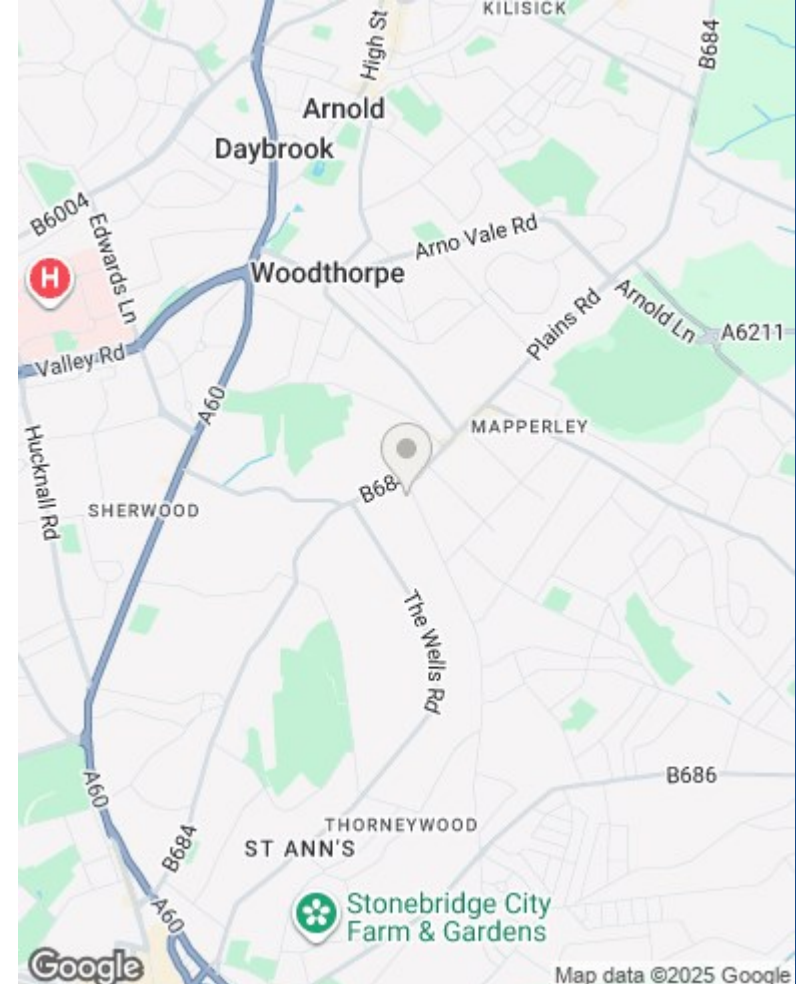 KILISICK
High St
B684
Arnold
Daybrook
B6004
Edwards Ln
Arno Vale Rd
H
Woodthorpe
Arnold Ln
Plains Rd
A6211
Valley Rd
A60
MAPPERLEY
Hucknall Rd
B68
SHERWOOD
The Wells Rd
B686
A60
THORNEYWOOD
B684
ST ANN'S
A60
Stonebridge City
Farm & Gardens
Google
Map data ©2025 Google